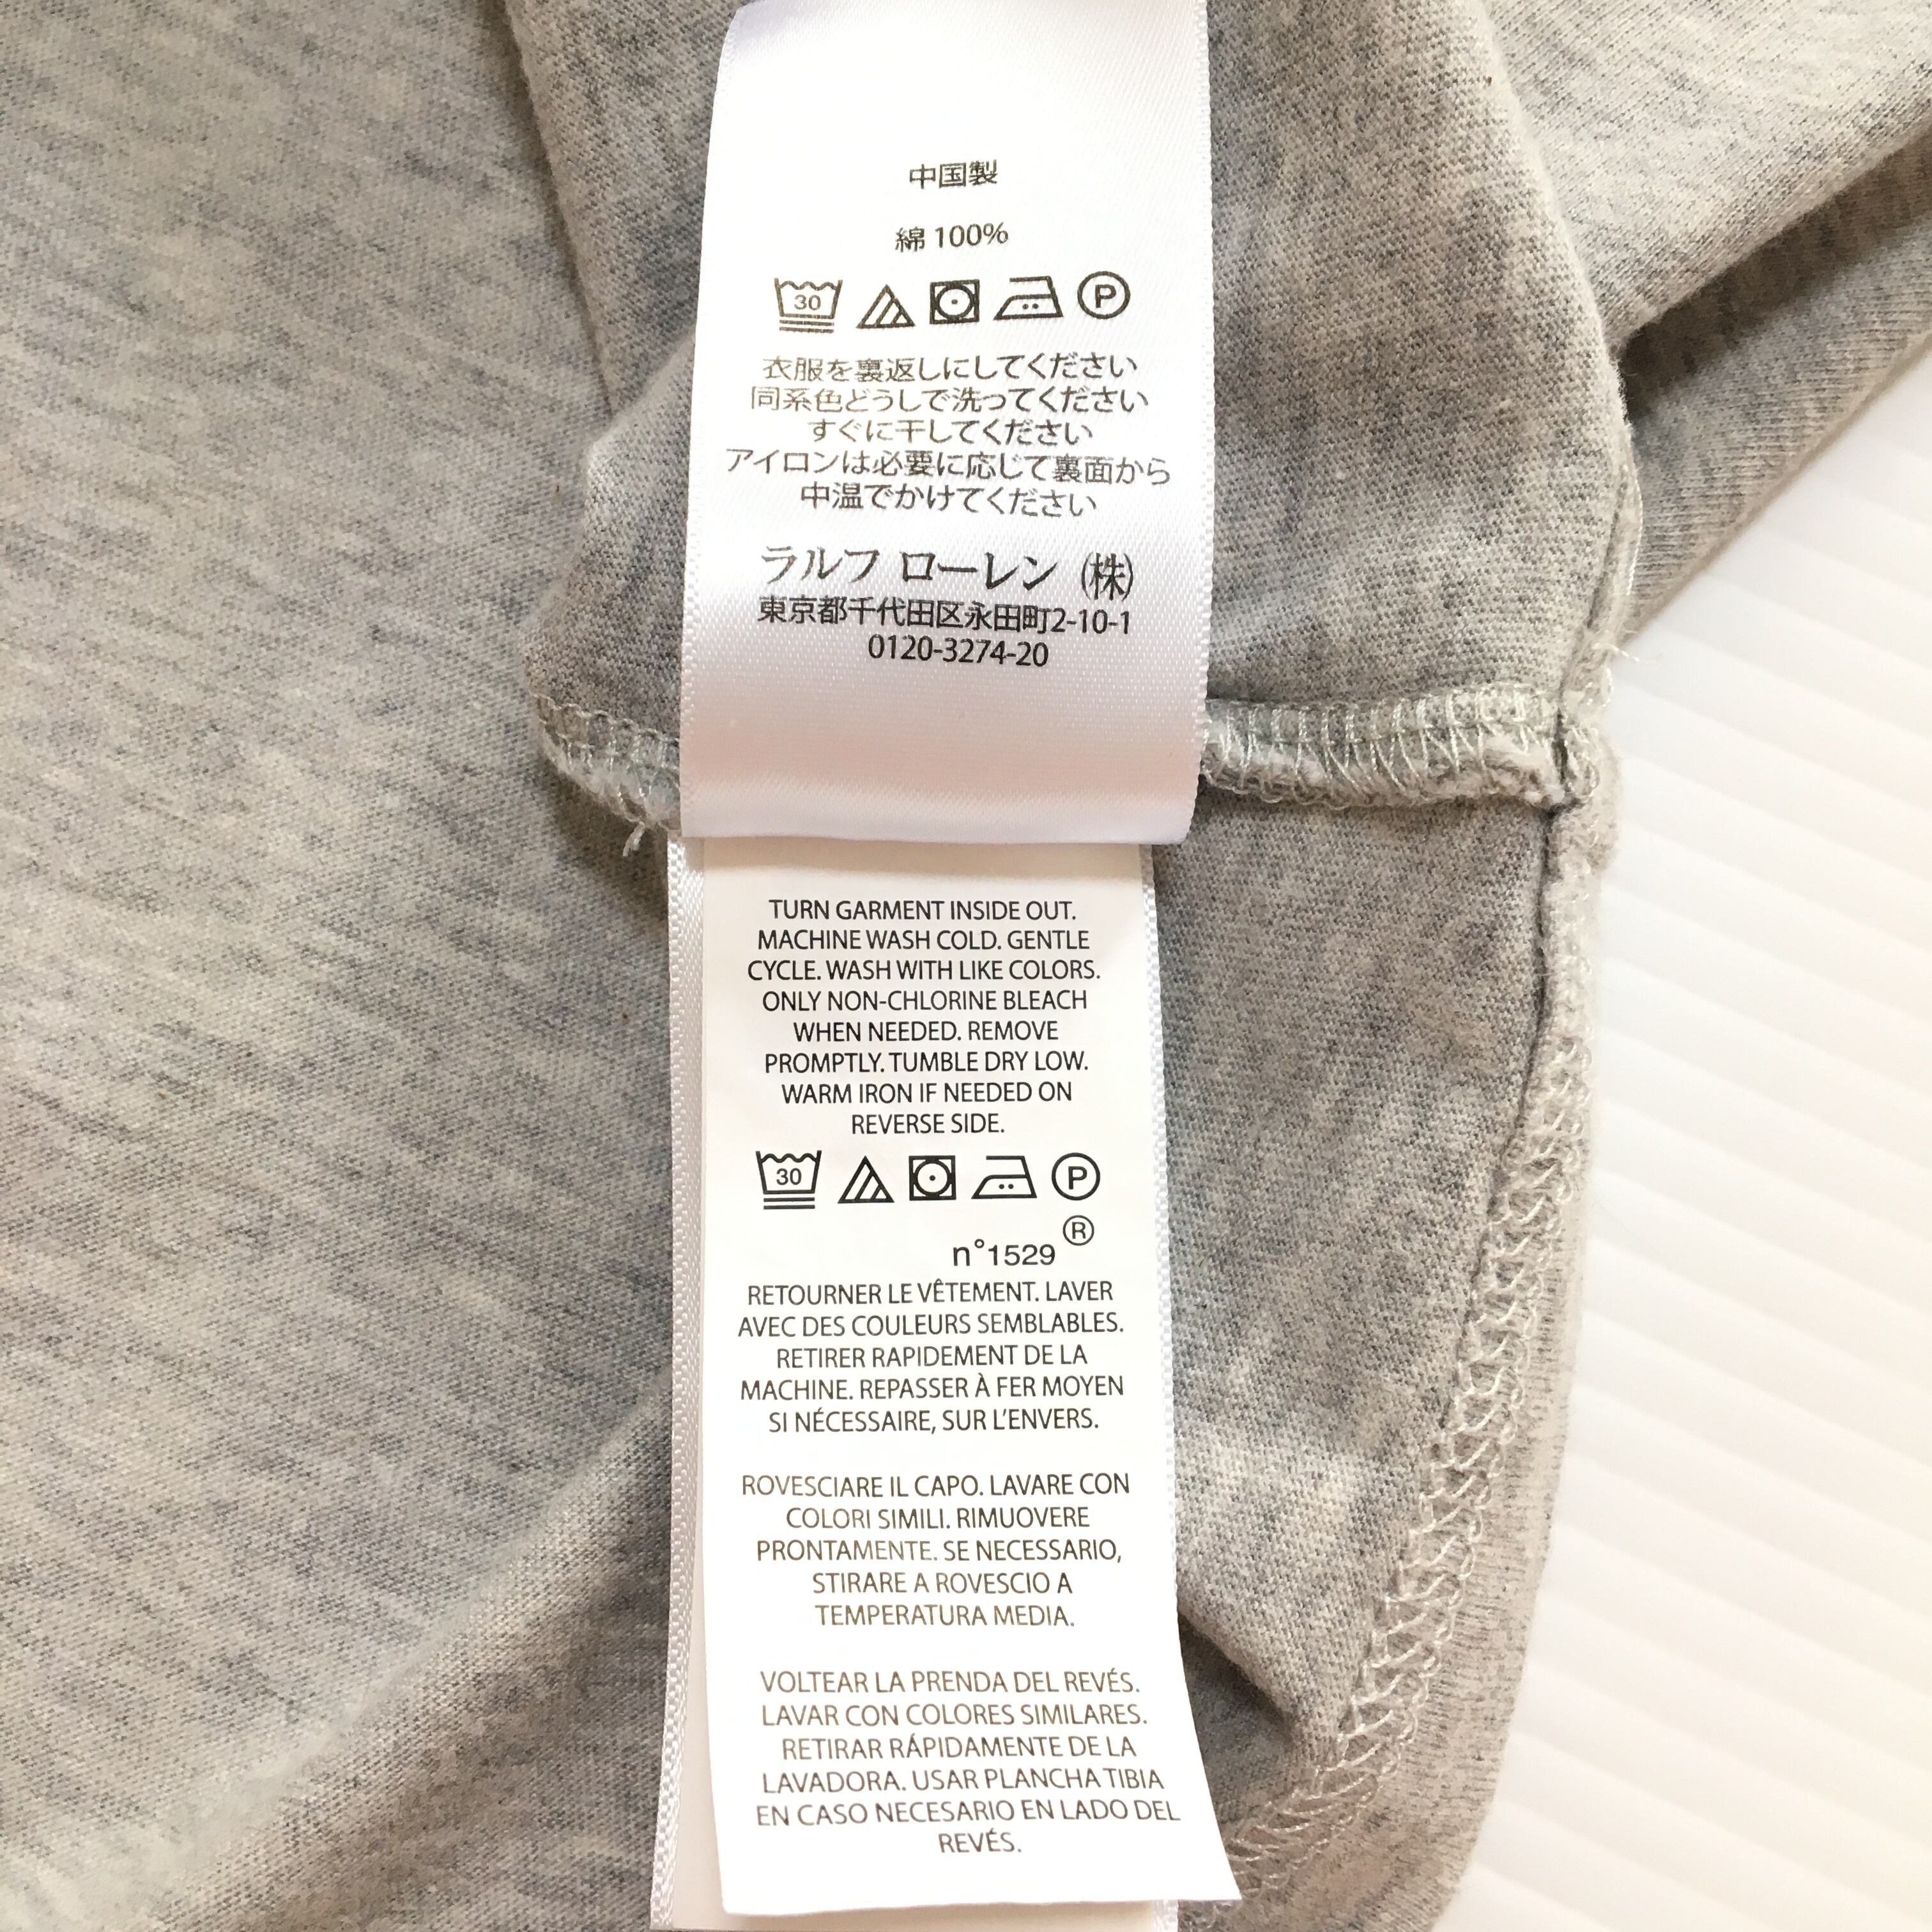 中国製
綿 100%
30 P
衣服を裏返しにしてください
同系色どうしで洗ってください
すぐに干してください
アイロンは必要に応じて裏面から
中温でかけてください
ラルフ ローレン (株)
東京都千代田区永田町2-10-1
0120-3274-20
TURN GARMENT INSIDE OUT.
MACHINE WASH COLD. GENTLE
CYCLE. WASH WITH LIKE COLORS.
ONLY NON-CHLORINE BLEACH
WHEN NEEDED. REMOVE
PROMPTLY. TUMBLE DRY LOW.
WARM IRON IF NEEDED ON
REVERSE SIDE.
30 P
n°1529 ®
RETOURNER LE VÊTEMENT. LAVER
AVEC DES COULEURS SEMBLABLES.
RETIRER RAPIDEMENT DE LA
MACHINE. REPASSER À FER MOYEN
SI NÉCESSAIRE, SUR L'ENVERS.
ROVESCIARE IL CAPO. LAVARE CON
COLORI SIMILI. RIMUOVERE
PRONTAMENTE. SE NECESSARIO,
STIRARE A ROVESCIO A
TEMPERATURA MEDIA.
VOLTEAR LA PRENDA DEL REVÉS.
LAVAR CON COLORES SIMILARES.
RETIRAR RÁPIDAMENTE DE LA
LAVADORA. USAR PLANCHA TIBIA
EN CASO NECESARIO EN LADO DEL
REVÉS.